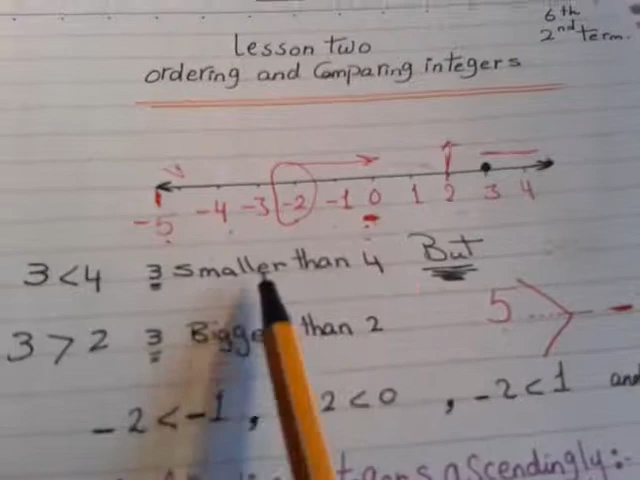 6th
2nd term.
Lesson two
ordering and Comparing integers
-5 -4 -3 -2 -1 0 1 2 3 4
3 < 4 3 Smaller than 4 But
5 > -
3 > 2 3 Bigge than 2
-2 < -1 , 2 < 0 , -2 < 1 and
ascendingly:-